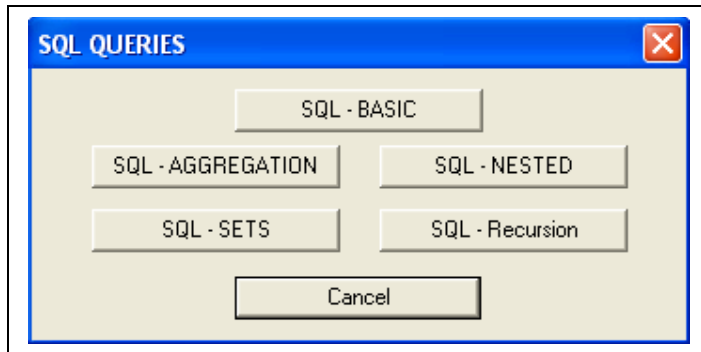 SQL QUERIES
SQL - BASIC
SQL - AGGREGATION
SQL - NESTED
SQL - SETS
SQL - Recursion
Cancel